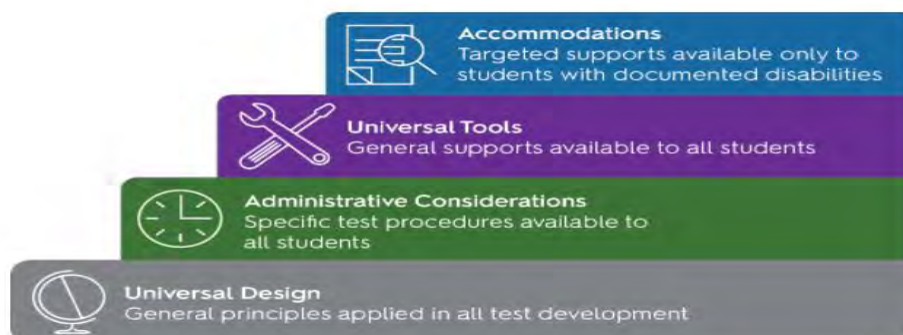 Accommodations
Targeted supports available only to
students with documented disabilities
Universal Tools
General supports available to all students
Administrative Considerations
Specific test procedures available to
all students
Universal Design
General principles applied in all test development